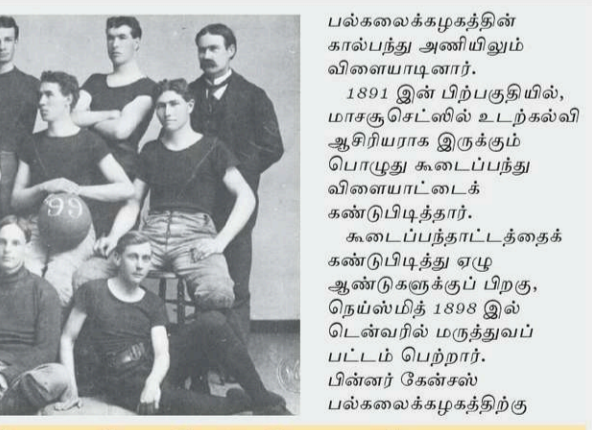 பல்கலைக்கழகத்தின்
கால்பந்து அணியிலும்
விளையாடினார்.
1891 இன் பிற்பகுதியில்,
மாசசூசெட்ஸில் உடற்கல்வி
ஆசிரியராக இருக்கும்
பொழுது கூடைப்பந்து
விளையாட்டைக்
கண்டுபிடித்தார்.
கூடைப்பந்தாட்டத்தைக்
கண்டுபிடித்து ஏழு
ஆண்டுகளுக்குப் பிறகு,
நெய்ஸ்மித் 1898 இல்
டென்வரில் மருத்துவப்
பட்டம் பெற்றார்.
பின்னர் கேன்சஸ்
பல்கலைக்கழகத்திற்கு
99